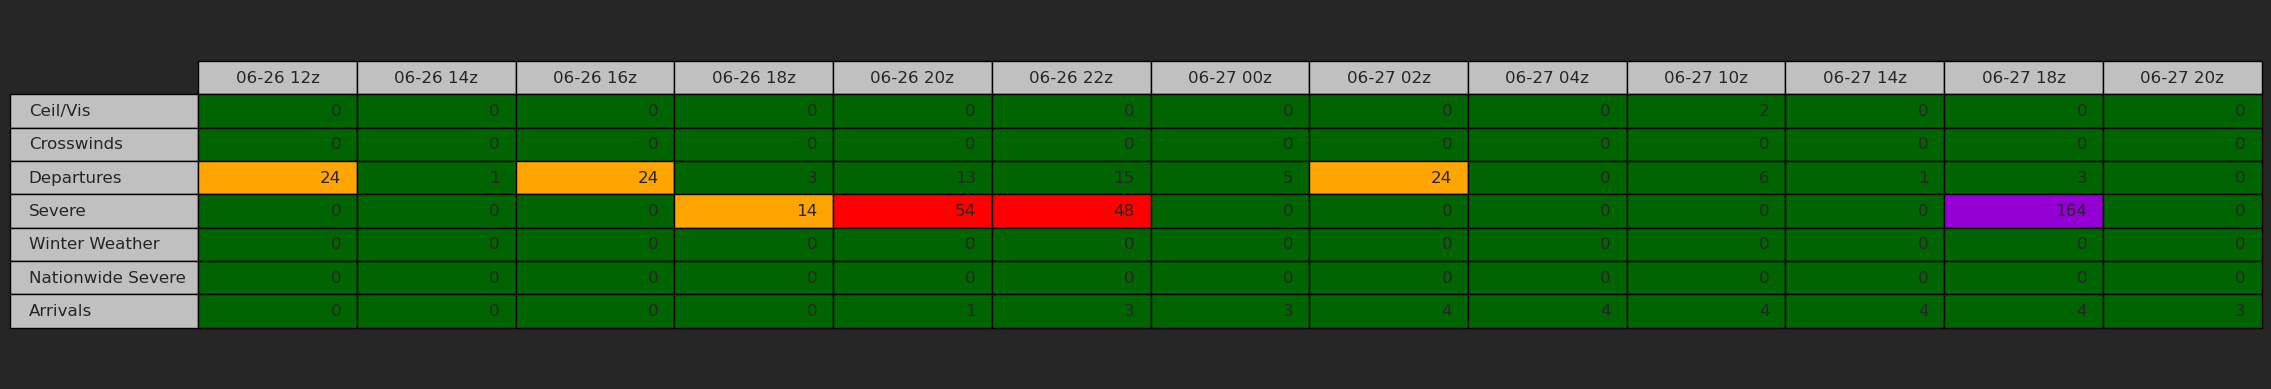 06-26 12z 06-26 14z 06-26 16z 06-26 18z 06-26 20z 06-26 22z 06-27 00z 06-27 02z 06-27 04z 06-27 10z 06-27 14z 06-27 18z 06-27 20z
Ceil/Vis 0 0 0 0 0 0 0 0 0 2 0 0 0
Crosswinds 0 0 0 0 0 0 0 0 0 0 0 0 0
Departures 24 1 24 3 13 15 5 24 0 6 1 3 0
Severe 0 0 0 14 54 48 0 0 0 0 0 164 0
Winter Weather 0 0 0 0 0 0 0 0 0 0 0 0 0
Nationwide Severe 0 0 0 0 0 0 0 0 0 0 0 0 0
Arrivals 0 0 0 0 1 3 3 4 4 4 4 4 3